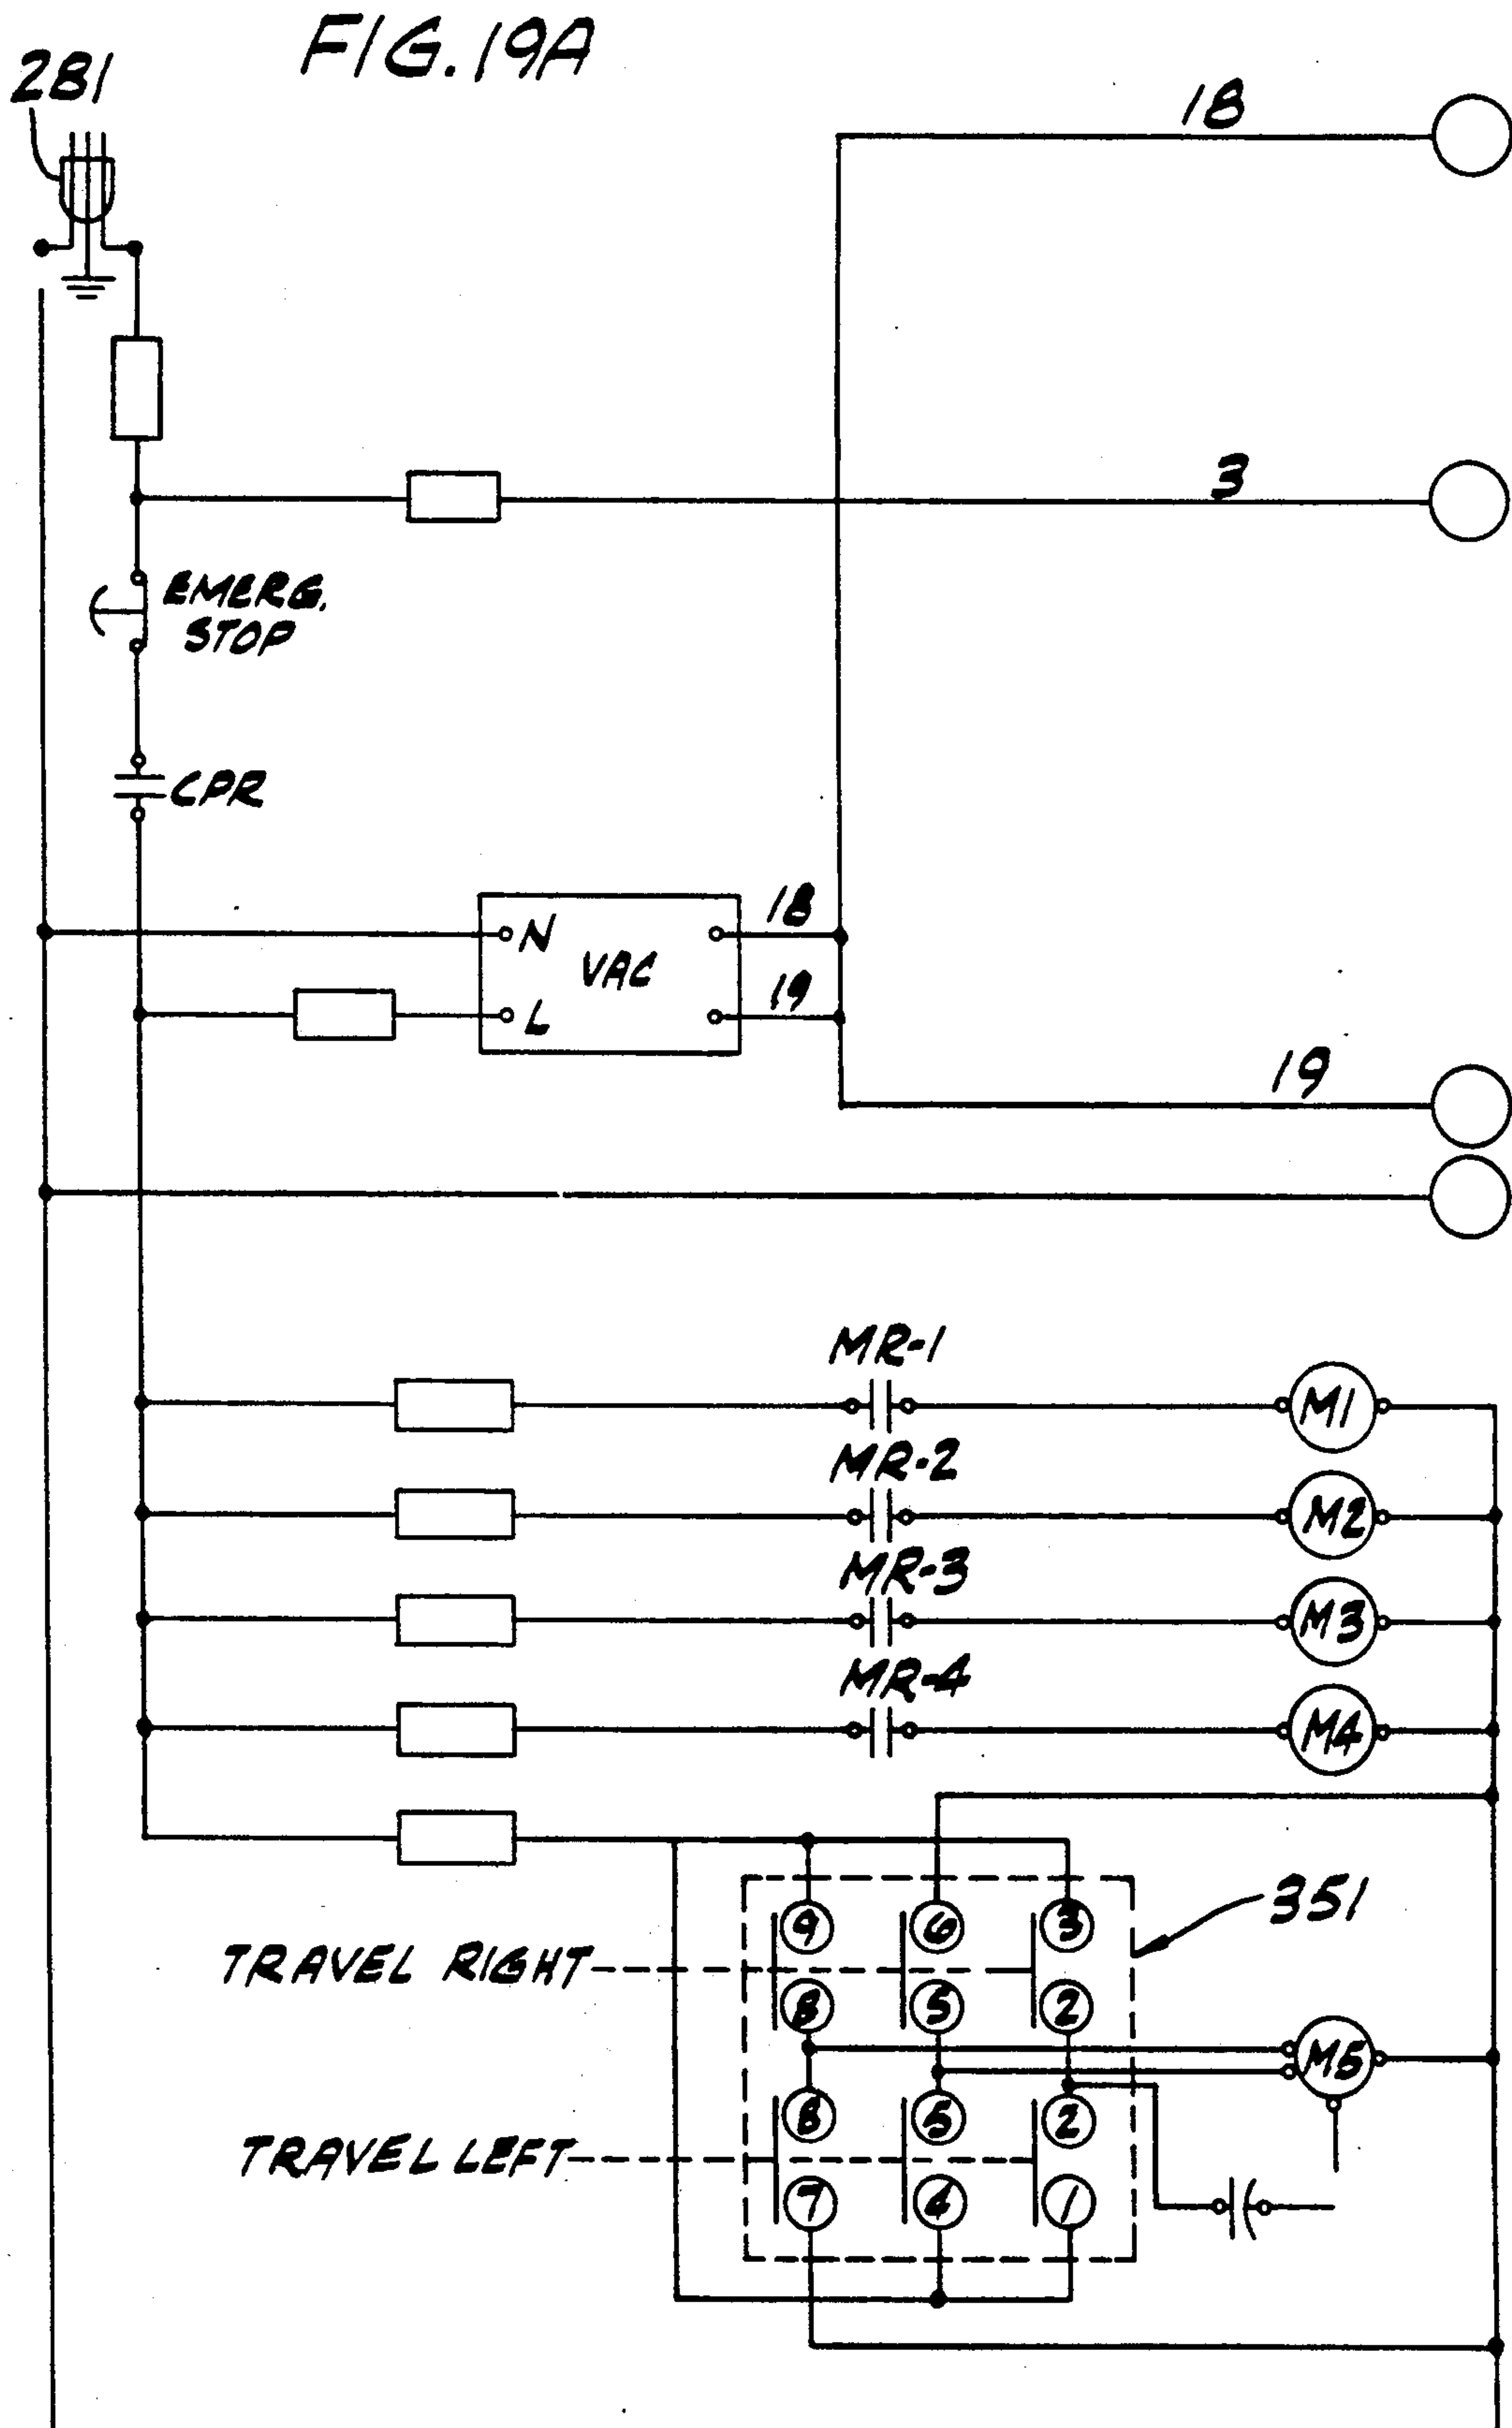 FIG. 19A
281
18
3
EMERG.
STOP
CPR
N
VAC
18
L
19
19
MR-1
M1
MR-2
M2
MR-3
M3
MR-4
M4
351
9 6 3
TRAVEL RIGHT
8 5 2
M5
8 5 2
TRAVEL LEFT
7 4 1